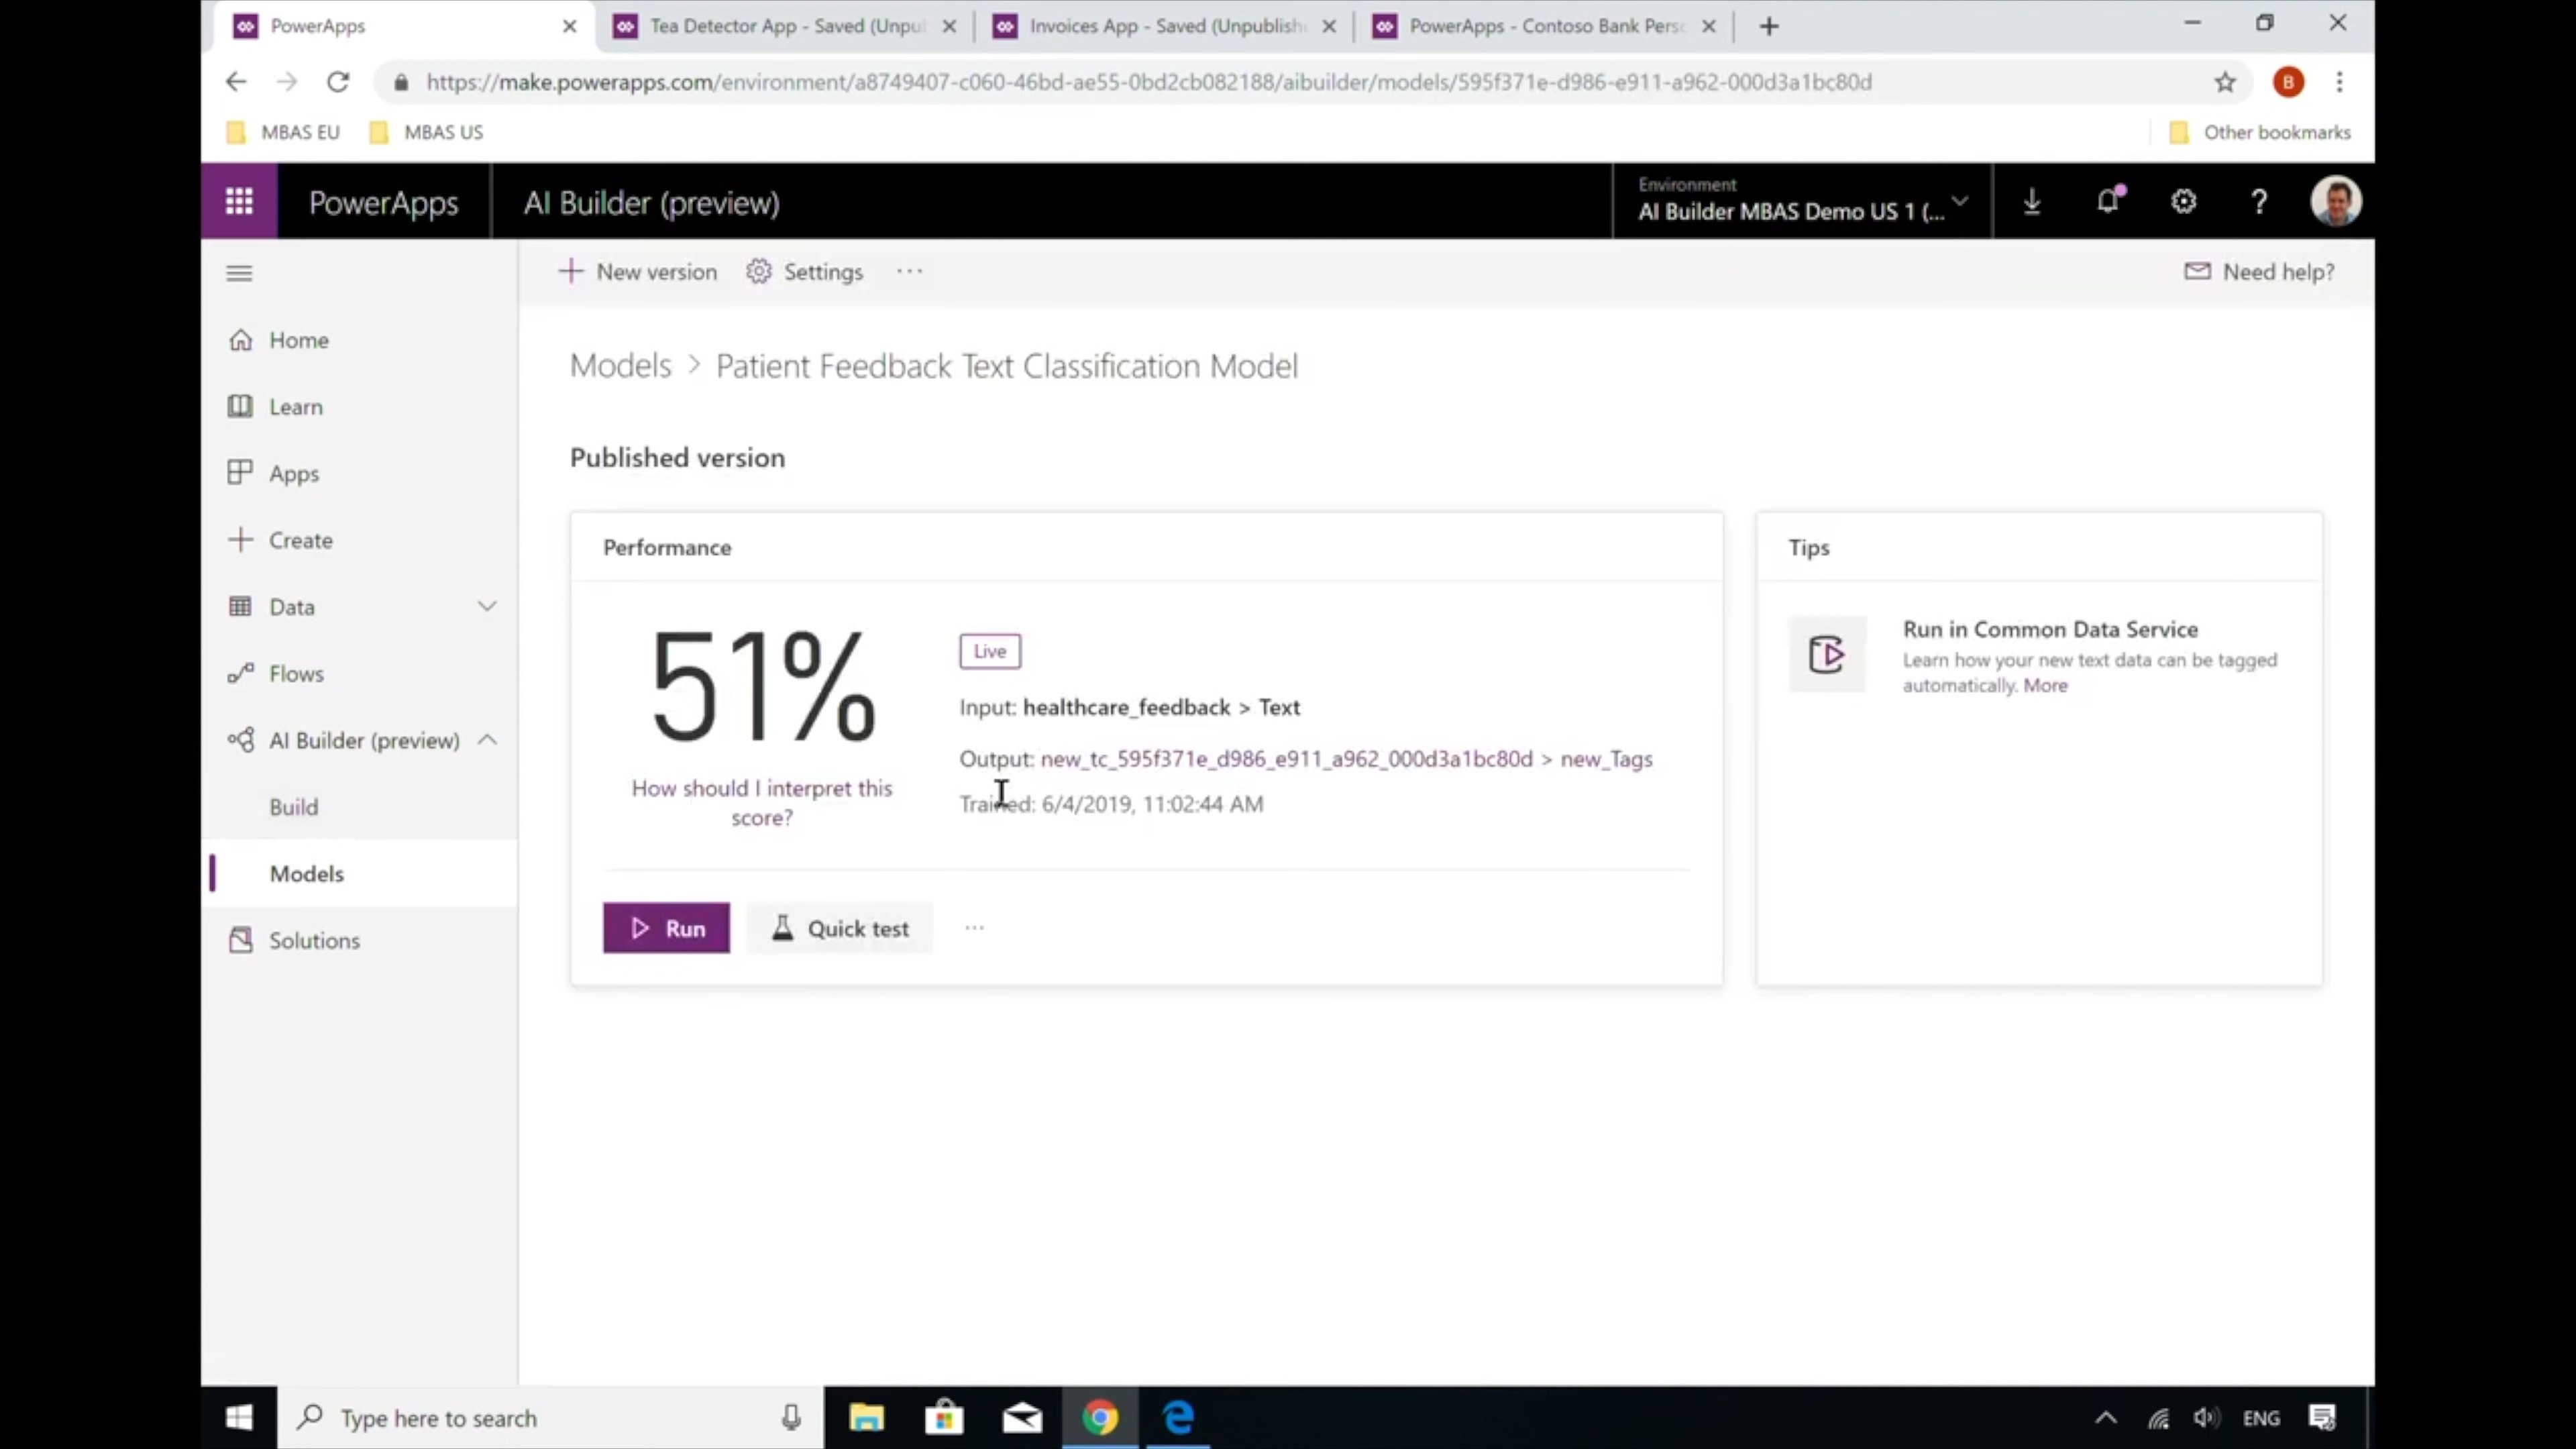 PowerApps
Tea Detector App - Saved (Unpu
Invoices App - Saved (Unpublish
PowerApps - Contoso Bank Perso
https://make.powerapps.com/environment/a8749407-c060-46bd-ae55-0bd2cb082188/aibuilder/models/595f371e-d986-e911-a962-000d3a1bc80d
B
MBAS EU
MBAS US
Other bookmarks
PowerApps
AI Builder (preview)
Environment
AI Builder MBAS Demo US 1 (...
New version
Settings
...
Need help?
Home
Learn
Apps
Create
Data
Flows
AI Builder (preview)
Build
Models
Solutions
Models > Patient Feedback Text Classification Model
Published version
Performance
51%
How should I interpret this
score?
Live
Input: healthcare_feedback > Text
Output: new_tc_595f371e_d986_e911_a962_000d3a1bc80d > new_Tags
Trained: 6/4/2019, 11:02:44 AM
Run
Quick test
...
Tips
Run in Common Data Service
Learn how your new text data can be tagged
automatically. More
Type here to search
ENG